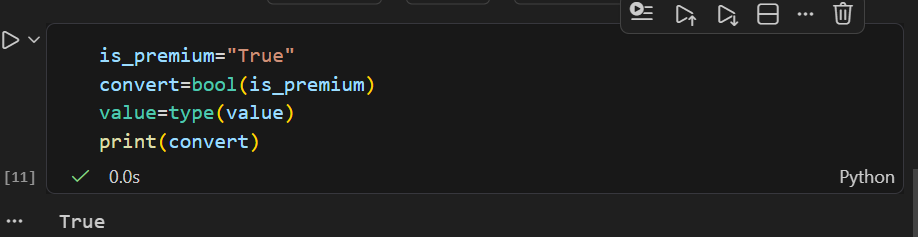 is_premium="True"
convert=bool(is_premium)
value=type(value)
print(convert)
[11]
0.0s
Python
...
True